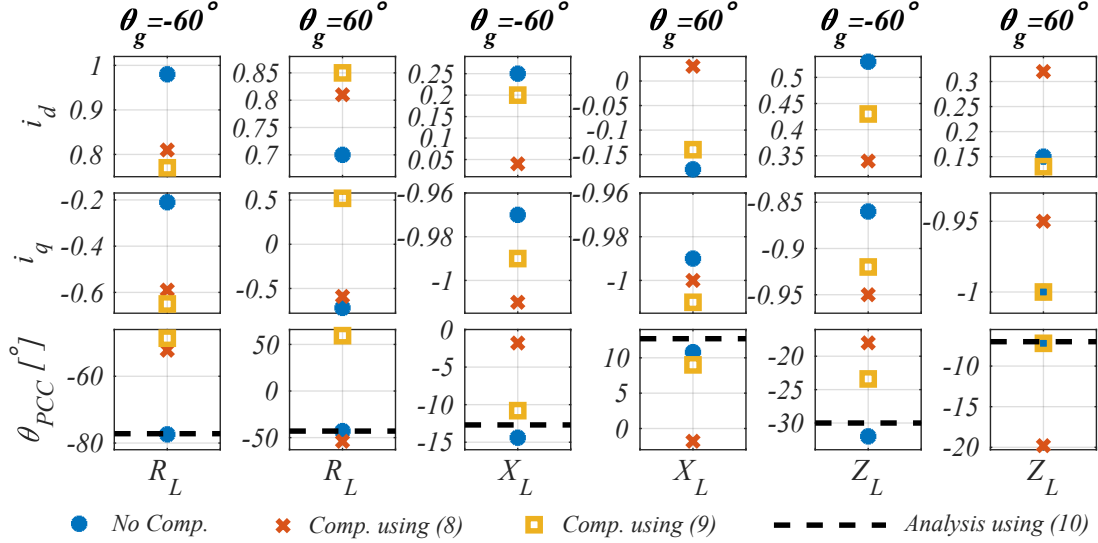 θg=-60° θg=60° θg=-60° θg=60° θg=-60° θg=60°
id
1 0.9 0.8
0.85 0.8 0.75 0.7
0.25 0.2 0.15 0.1 0.05
0 -0.05 -0.1 -0.15
0.5 0.45 0.4 0.35
0.3 0.25 0.2 0.15
iq
-0.2 -0.4 -0.6
0.5 0 -0.5
-0.96 -0.98 -1
-0.96 -0.98 -1
-0.85 -0.9 -0.95
-0.95 -1
θPCC [°]
-60 -80
50 0 -50
0 -5 -10 -15
10 5 0
-20 -25 -30
-10 -15 -20
RL RL XL XL ZL ZL
No Comp. Comp. using (8) Comp. using (9) Analysis using (10)